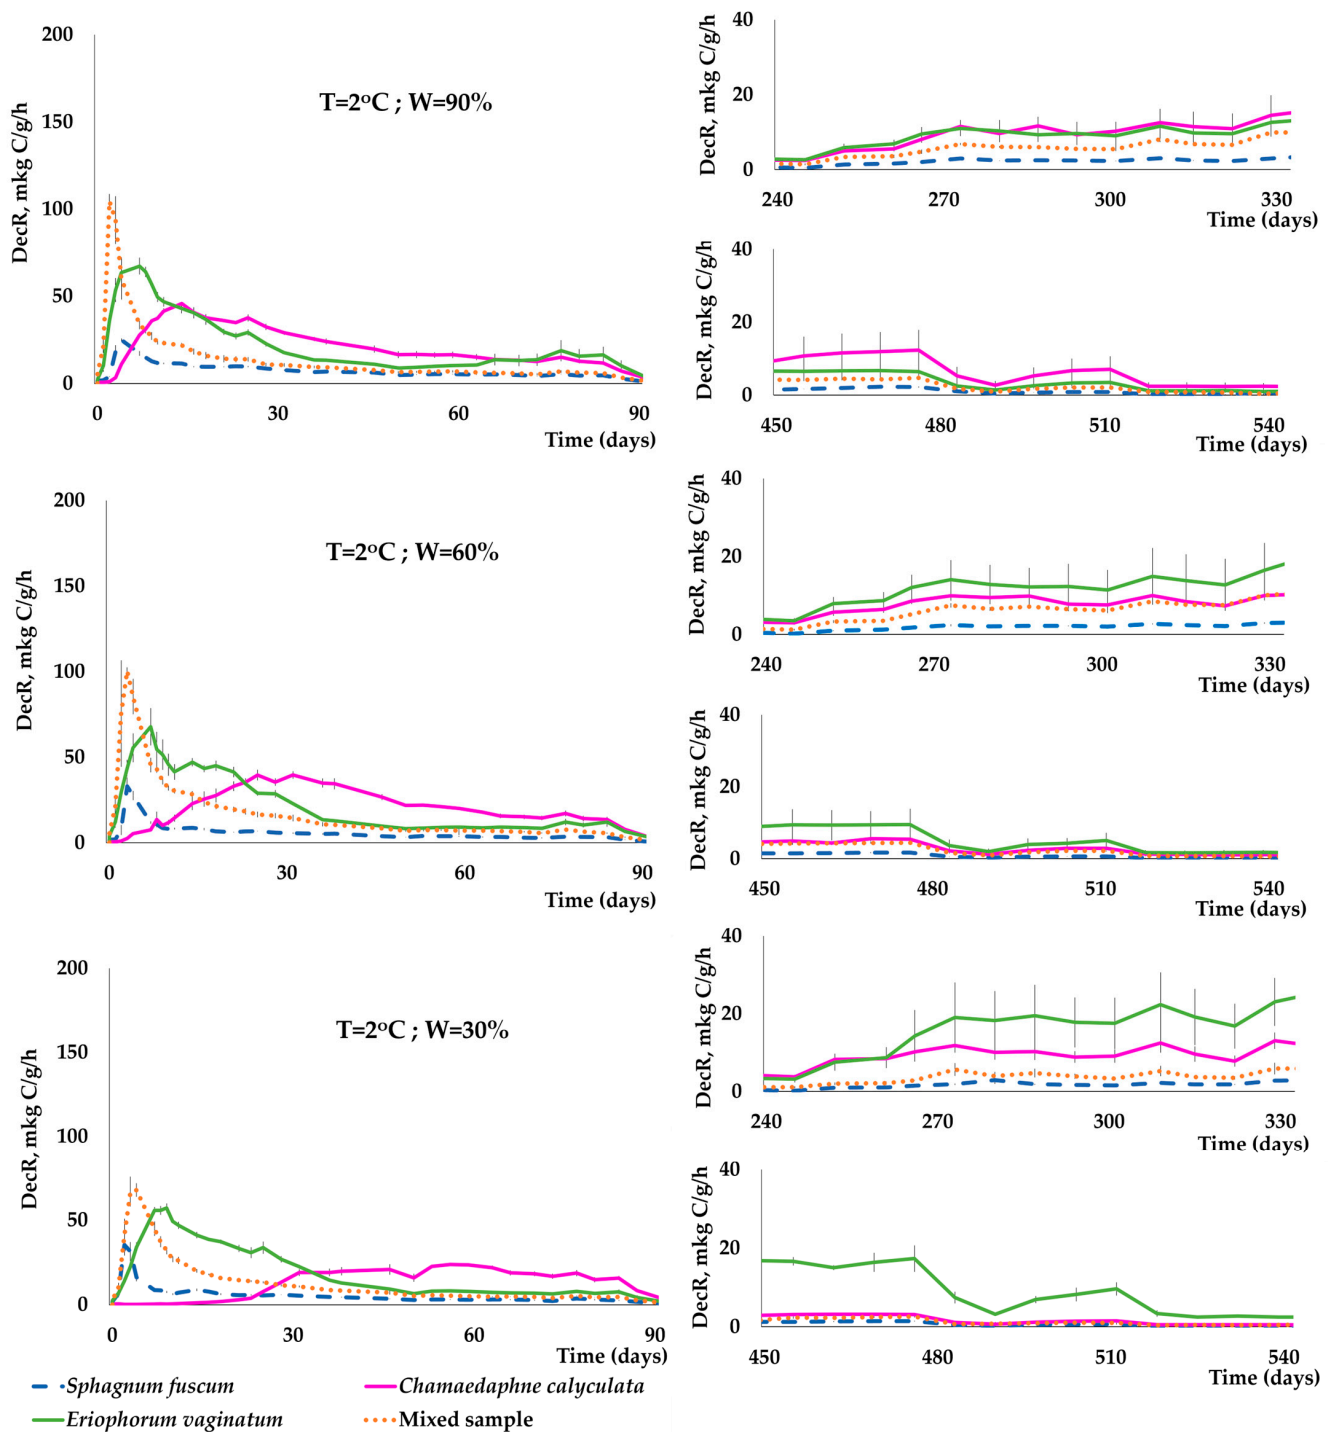 200
DecR, mkg C/g/h
T=2°C ; W=90%
150
100
50
0
0 30 60 90
Time (days)
40
DecR, mkg C/g/h
20
0
240 270 300 330
Time (days)
40
DecR, mkg C/g/h
20
0
450 480 510 540
Time (days)
200
DecR, mkg C/g/h
T=2°C ; W=60%
150
100
50
0
0 30 60 90
Time (days)
40
DecR, mkg C/g/h
20
0
240 270 300 330
Time (days)
40
DecR, mkg C/g/h
20
0
450 480 510 540
Time (days)
200
DecR, mkg C/g/h
T=2°C ; W=30%
150
100
50
0
0 30 60 90
Time (days)
40
DecR, mkg C/g/h
20
0
240 270 300 330
Time (days)
40
DecR, mkg C/g/h
20
0
450 480 510 540
Time (days)
Sphagnum fuscum Chamaedaphne calyculata
Eriophorum vaginatum Mixed sample